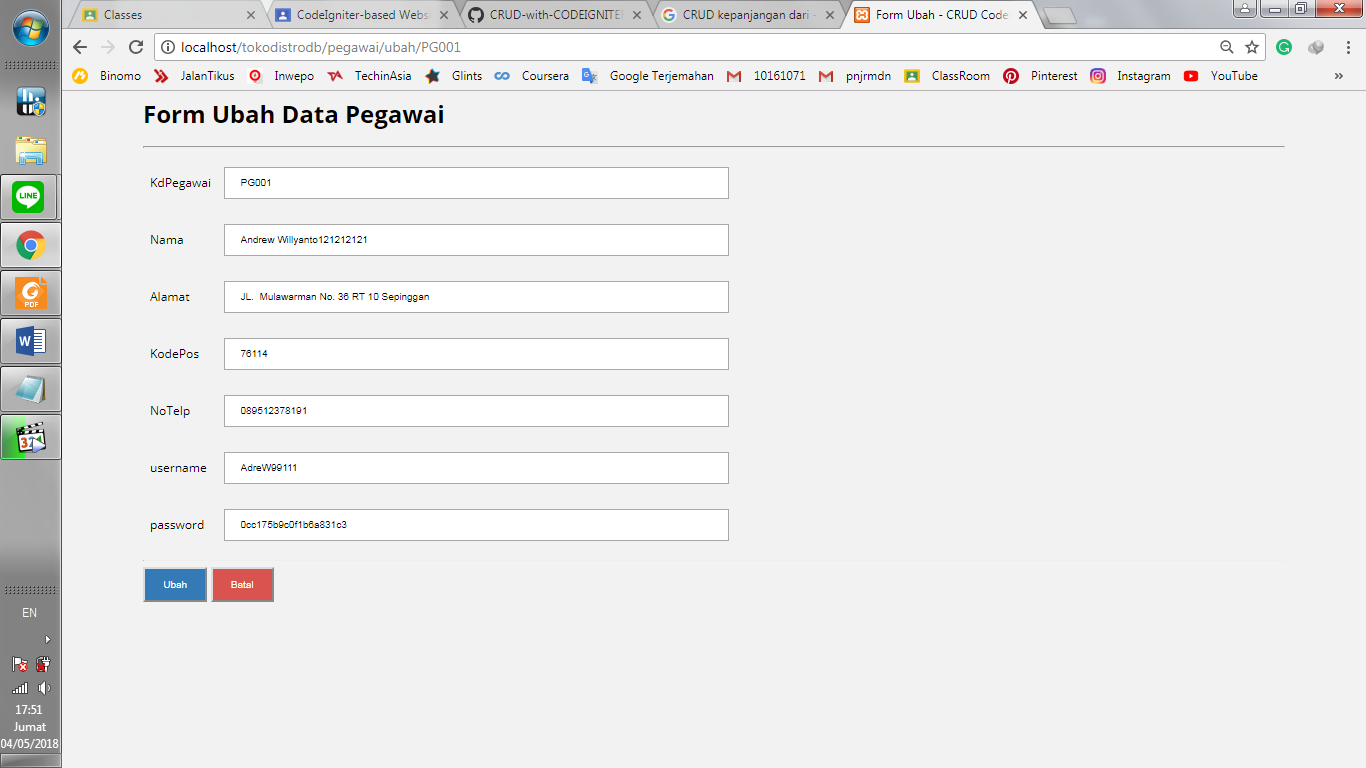 Classes
CodeIgniter-based Webs
CRUD-with-CODEIGNITE
CRUD kepanjangan dari -
Form Ubah - CRUD Code
localhost/tokodistrodb/pegawai/ubah/PG001
Binomo
JalanTikus
Inwepo
TechinAsia
Glints
Coursera
Google Terjemahan
10161071
pnjrmdn
ClassRoom
Pinterest
Instagram
YouTube
»
Form Ubah Data Pegawai
KdPegawai PG001
Nama Andrew Willyanto121212121
Alamat JL. Mulawarman No. 36 RT 10 Sepinggan
KodePos 76114
NoTelp 089512378191
username AdreW99111
password 0cc175b9c0f1b6a831c3
Ubah
Batal
LINE
PDF
W
EN
17:51
Jumat
04/05/2018